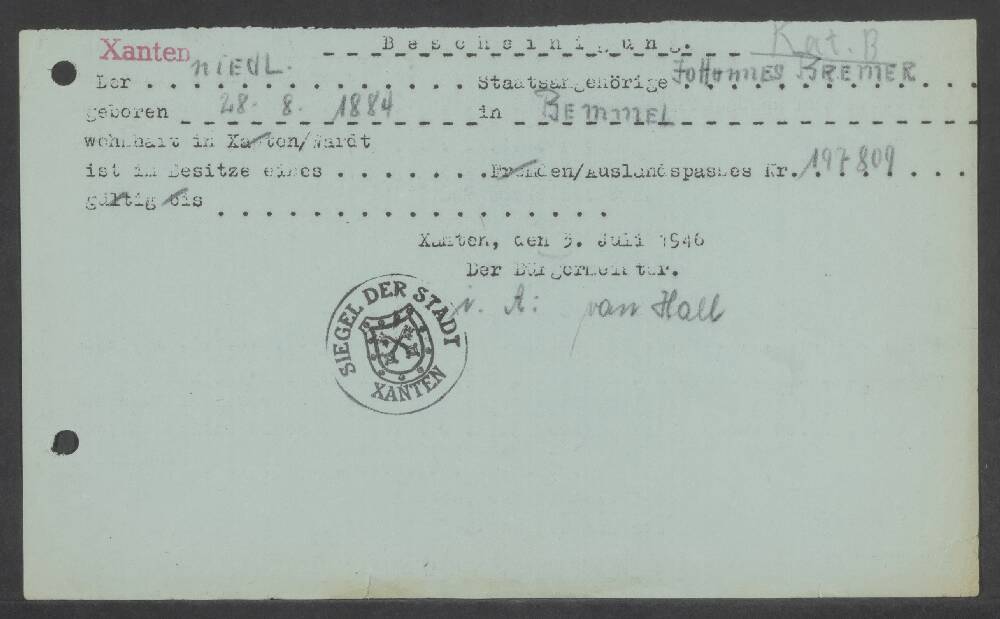 Xanten
Bescheinigung.
Kat. B
Der . . niedl. . . . . . . . . . . . Staatsangehörige Johannes Bremer
geboren 28. 8. 1884 in Bemmel
wohnhaft in Xanten/Wardt
ist im Besitze eines . . . . . . . .Fremden/Auslandspasses Nr. 197809
gültig bis . . . . . . . . . . . . . . . . . .
Xanten, den 3. Juli 1946
Der Bürgermeister.
i. A: van Hall
SIEGEL DER STADT
XANTEN